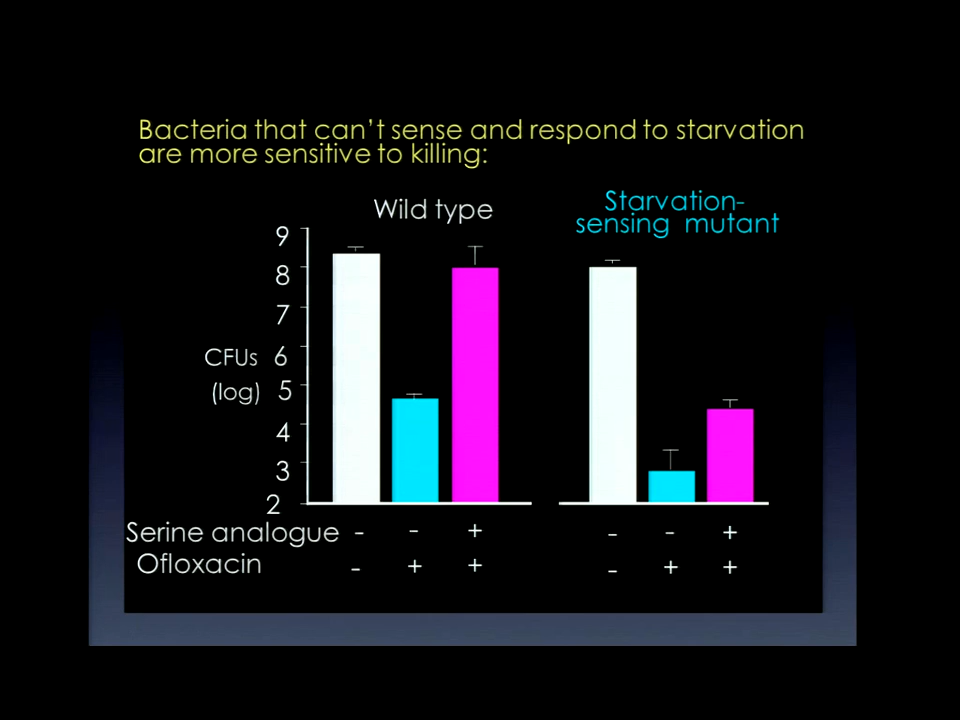 Bacteria that can't sense and respond to starvation
are more sensitive to killing:
Wild type
Starvation-
sensing mutant
9
8
7
CFUs 6
(log) 5
4
3
2
Serine analogue - - + - - +
Ofloxacin - + + - + +